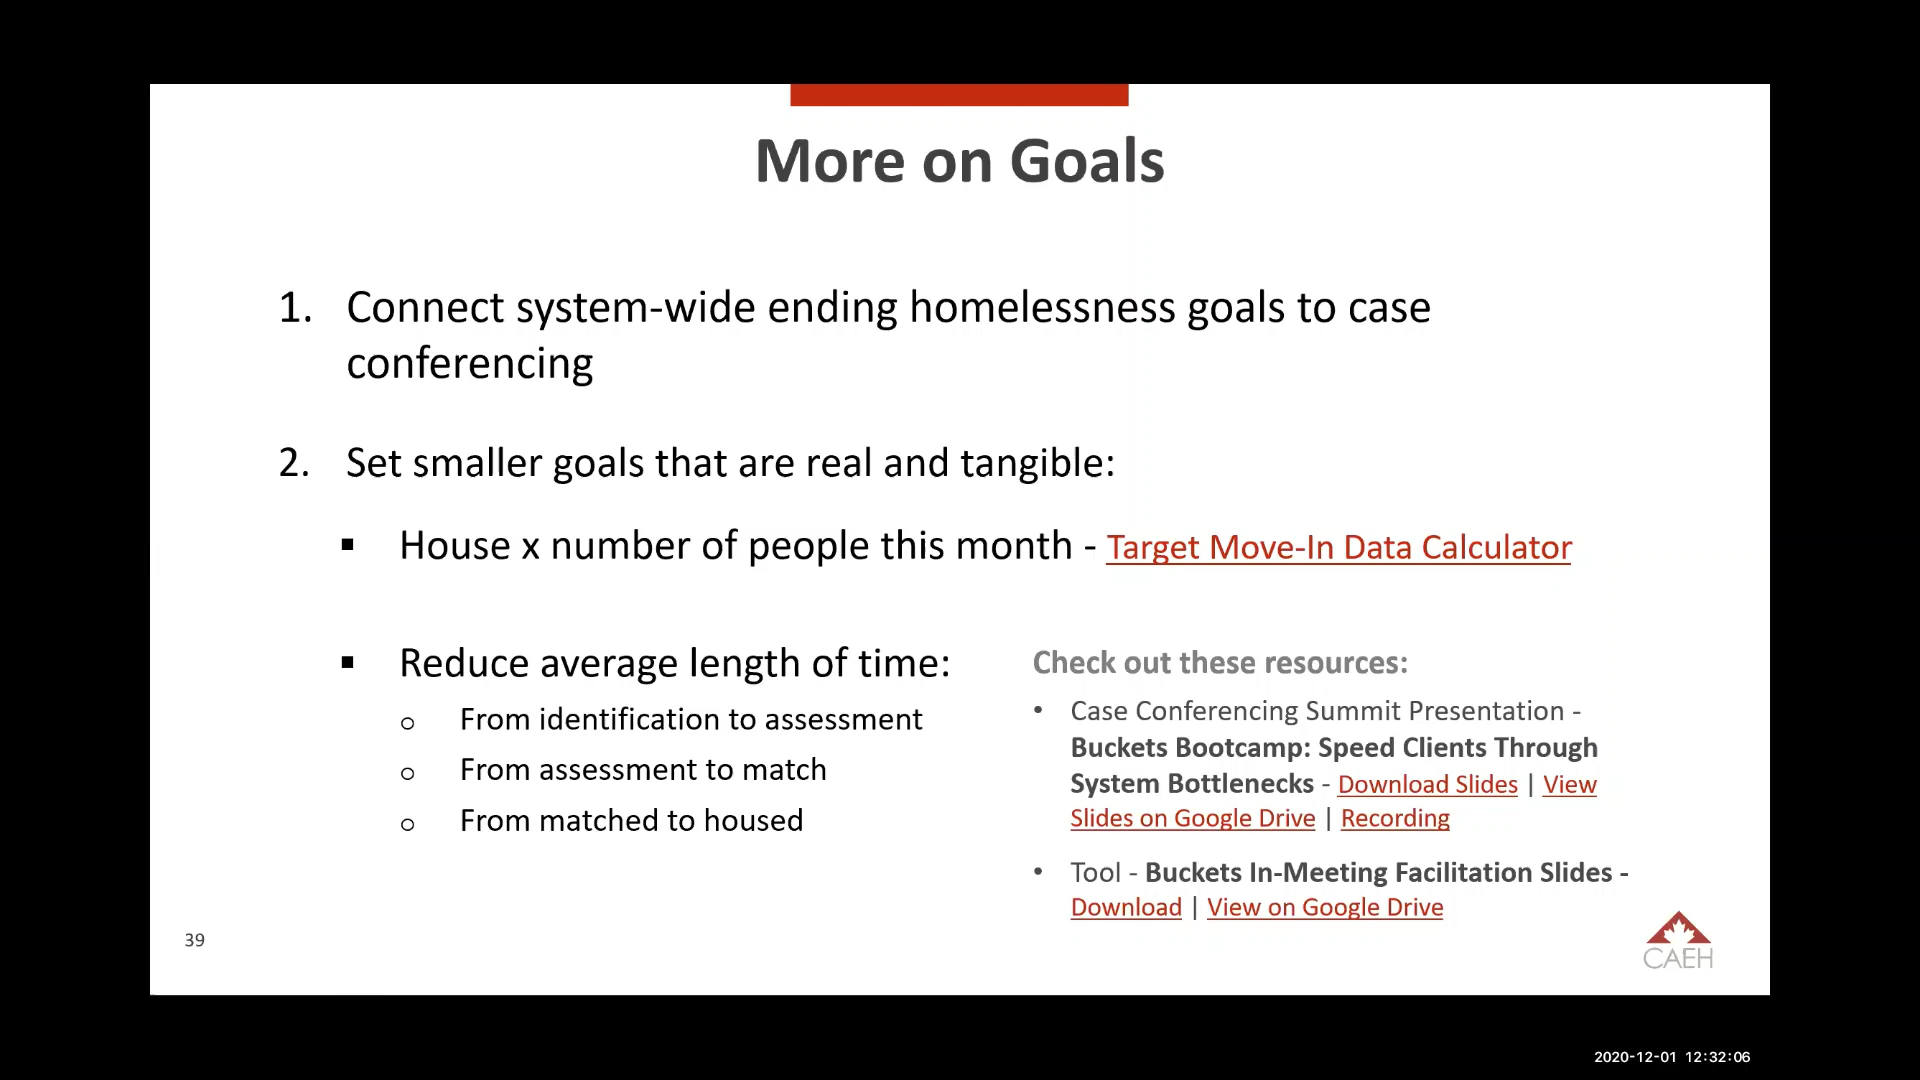 More on Goals
1. Connect system-wide ending homelessness goals to case
conferencing
2. Set smaller goals that are real and tangible:
▪ House x number of people this month - Target Move-In Data Calculator
▪ Reduce average length of time:
o From identification to assessment
o From assessment to match
o From matched to housed
Check out these resources:
• Case Conferencing Summit Presentation -
Buckets Bootcamp: Speed Clients Through
System Bottlenecks - Download Slides | View
Slides on Google Drive | Recording
• Tool - Buckets In-Meeting Facilitation Slides -
Download | View on Google Drive
39
CAEH
2020-12-01 12:32:06